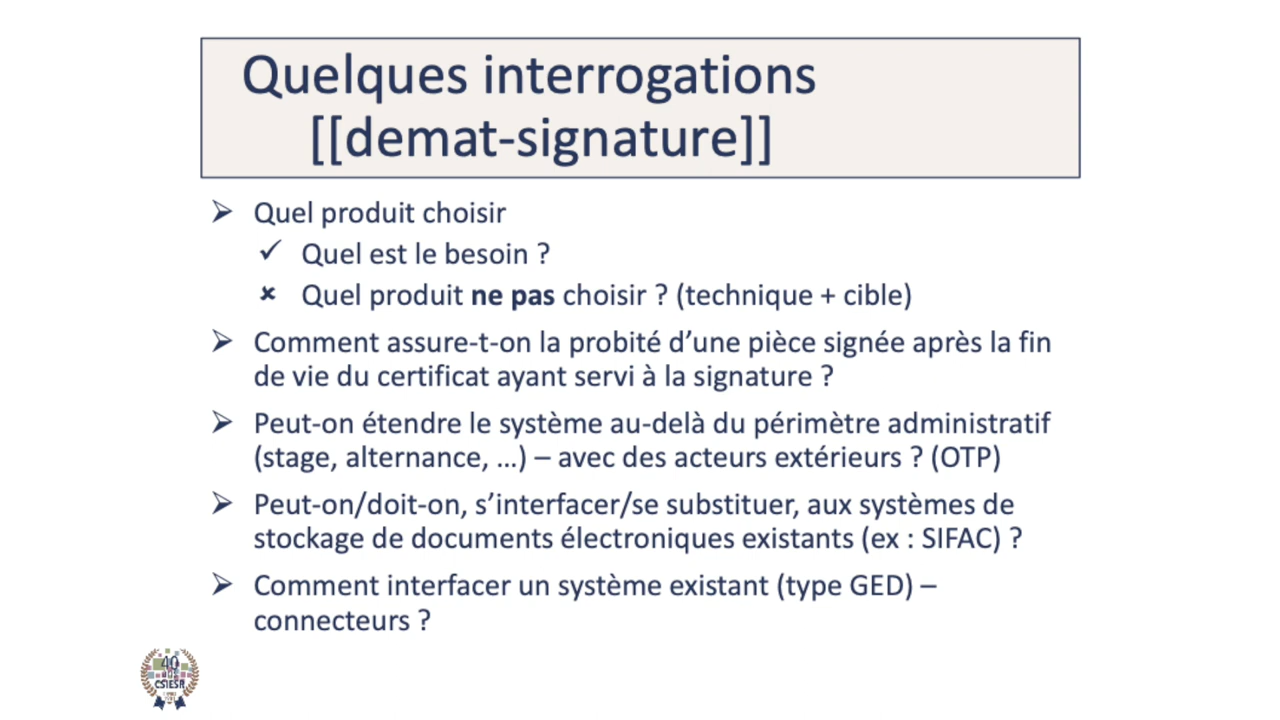 Quelques interrogations
[[demat-signature]]
Quel produit choisir
Quel est le besoin ?
Quel produit ne pas choisir ? (technique + cible)
Comment assure-t-on la probité d’une pièce signée après la fin
de vie du certificat ayant servi à la signature ?
Peut-on étendre le système au-delà du périmètre administratif
(stage, alternance, …) – avec des acteurs extérieurs ? (OTP)
Peut-on/doit-on, s’interfacer/se substituer, aux systèmes de
stockage de documents électroniques existants (ex : SIFAC) ?
Comment interfacer un système existant (type GED) –
connecteurs ?
40
ans
CSIESR